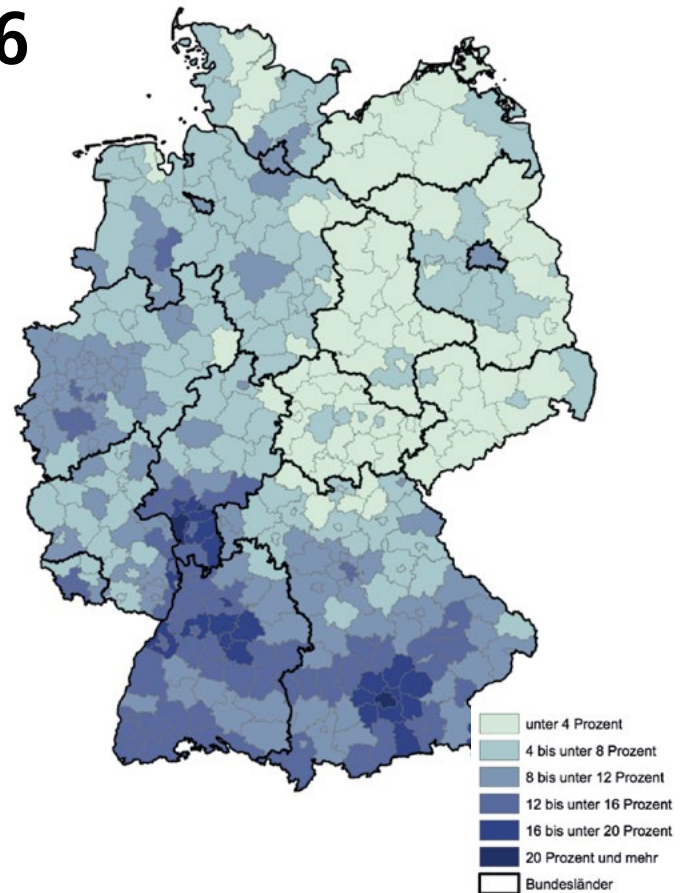 6
unter 4 Prozent
4 bis unter 8 Prozent
8 bis unter 12 Prozent
12 bis unter 16 Prozent
16 bis unter 20 Prozent
20 Prozent und mehr
Bundesländer